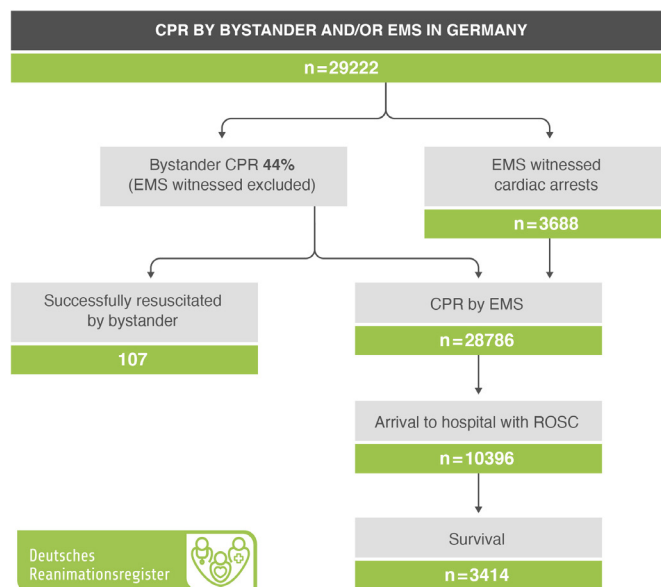 CPR BY BYSTANDER AND/OR EMS IN GERMANY
n=29222
Bystander CPR 44%
(EMS witnessed excluded)
EMS witnessed
cardiac arrests
n=3688
Successfully resuscitated
by bystander
107
CPR by EMS
n=28786
Arrival to hospital with ROSC
n=10396
Survival
n=3414
Deutsches
Reanimationsregister